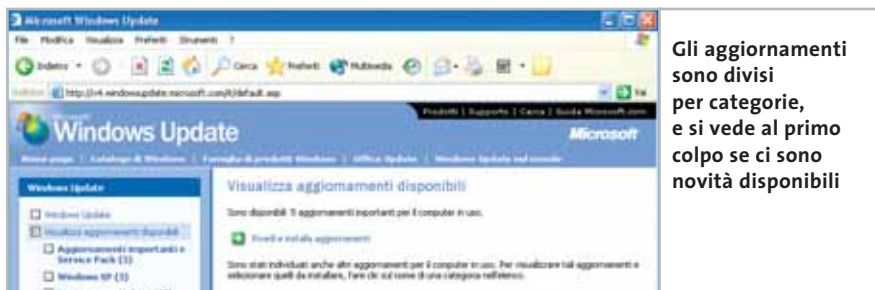 Microsoft Windows Update
File Modifica Visualizza Preferiti Strumenti ?
Indietro Cerca Preferiti Multimedia
http://v4.windowsupdate.microsoft.com/it/default.asp Vai
Prodotti | Supporto | Cerca | Guida Microsoft.com
Windows Update
Microsoft
Home page | Catalogo di Windows | Famiglia di prodotti Windows | Office Update | Windows Update nel mondo
Windows Update
Windows Update
Visualizza aggiornamenti disponibili
Aggiornamenti importanti e
Service Pack (5)
Windows XP (3)
Visualizza aggiornamenti disponibili
Sono disponibili 5 aggiornamenti importanti per il computer in uso.
Rivedi e installa aggiornamenti
Sono stati individuati anche altri aggiornamenti per il computer in uso. Per visualizzare tali aggiornamenti e
selezionare quelli da installare, fare clic sul nome di una categoria nell'elenco.
Gli aggiornamenti
sono divisi
per categorie,
e si vede al primo
colpo se ci sono
novità disponibili